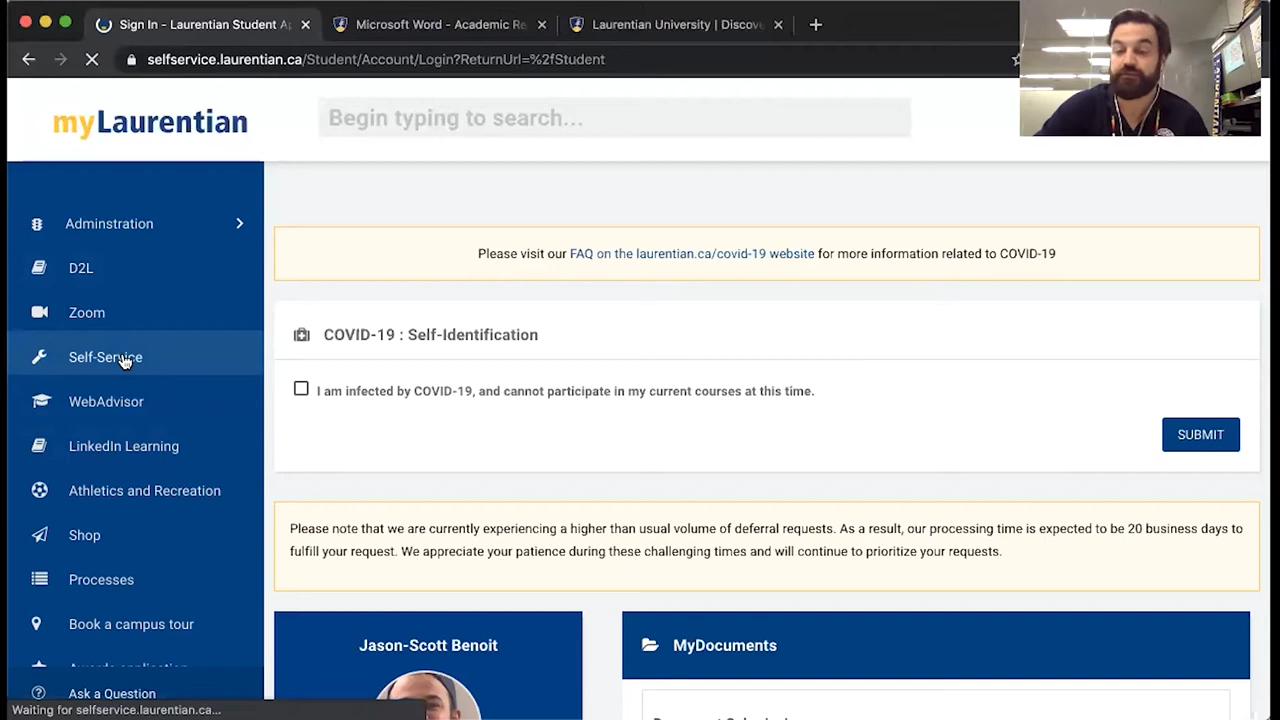 Sign In - Laurentian Student A
Microsoft Word - Academic Re
Laurentian University | Discov
selfservice.laurentian.ca/Student/Account/Login?ReturnUrl=%2fStudent
myLaurentian
Begin typing to search...
Adminstration
D2L
Zoom
Self-Service
WebAdvisor
LinkedIn Learning
Athletics and Recreation
Shop
Processes
Book a campus tour
Awards application
Ask a Question
Waiting for selfservice.laurentian.ca...
Please visit our FAQ on the laurentian.ca/covid-19 website for more information related to COVID-19
COVID-19 : Self-Identification
I am infected by COVID-19, and cannot participate in my current courses at this time.
SUBMIT
Please note that we are currently experiencing a higher than usual volume of deferral requests. As a result, our processing time is expected to be 20 business days to
fulfill your request. We appreciate your patience during these challenging times and will continue to prioritize your requests.
Jason-Scott Benoit
MyDocuments